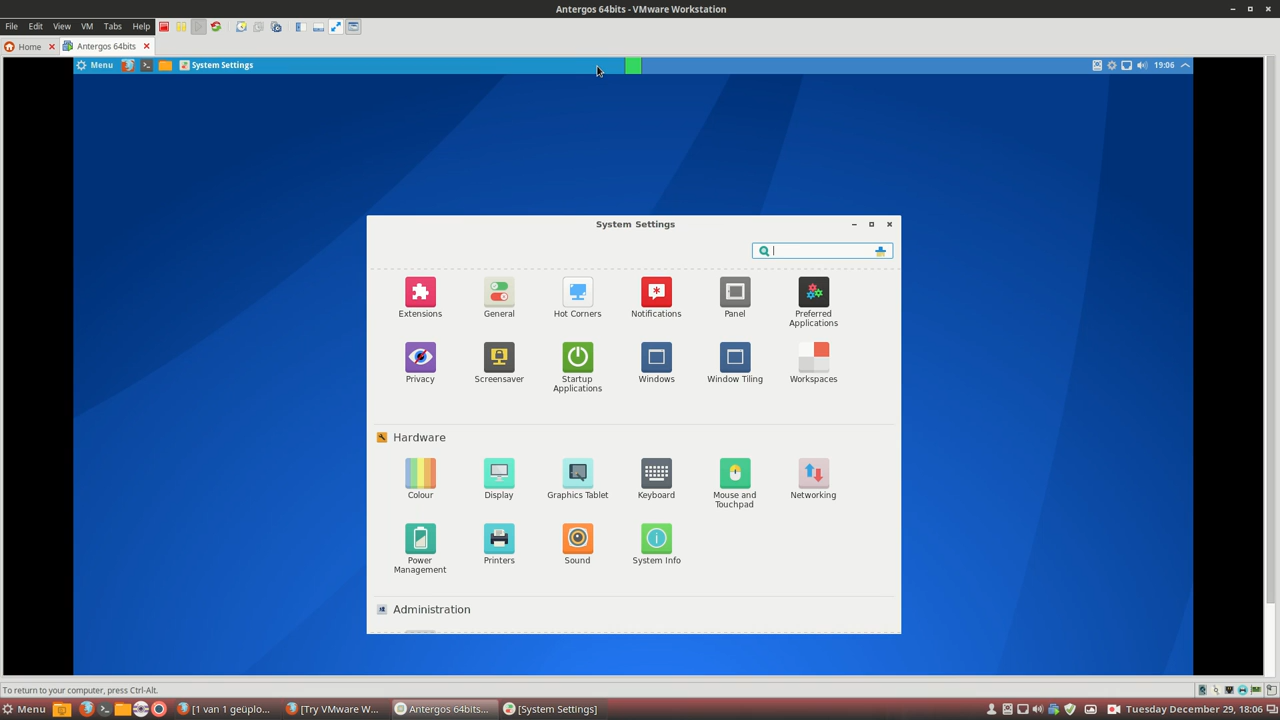 Antergos 64bits - VMware Workstation
File Edit View VM Tabs Help
Home Antergos 64bits
Menu System Settings 19:06
System Settings
Extensions General Hot Corners Notifications Panel Preferred Applications
Privacy Screensaver Startup Applications Windows Window Tiling Workspaces
Hardware
Colour Display Graphics Tablet Keyboard Mouse and Touchpad Networking
Power Management Printers Sound System Info
Administration
To return to your computer, press Ctrl-Alt.
Menu [1 van 1 geüplo... [Try VMware W... Antergos 64bits... [System Settings] Tuesday December 29, 18:06